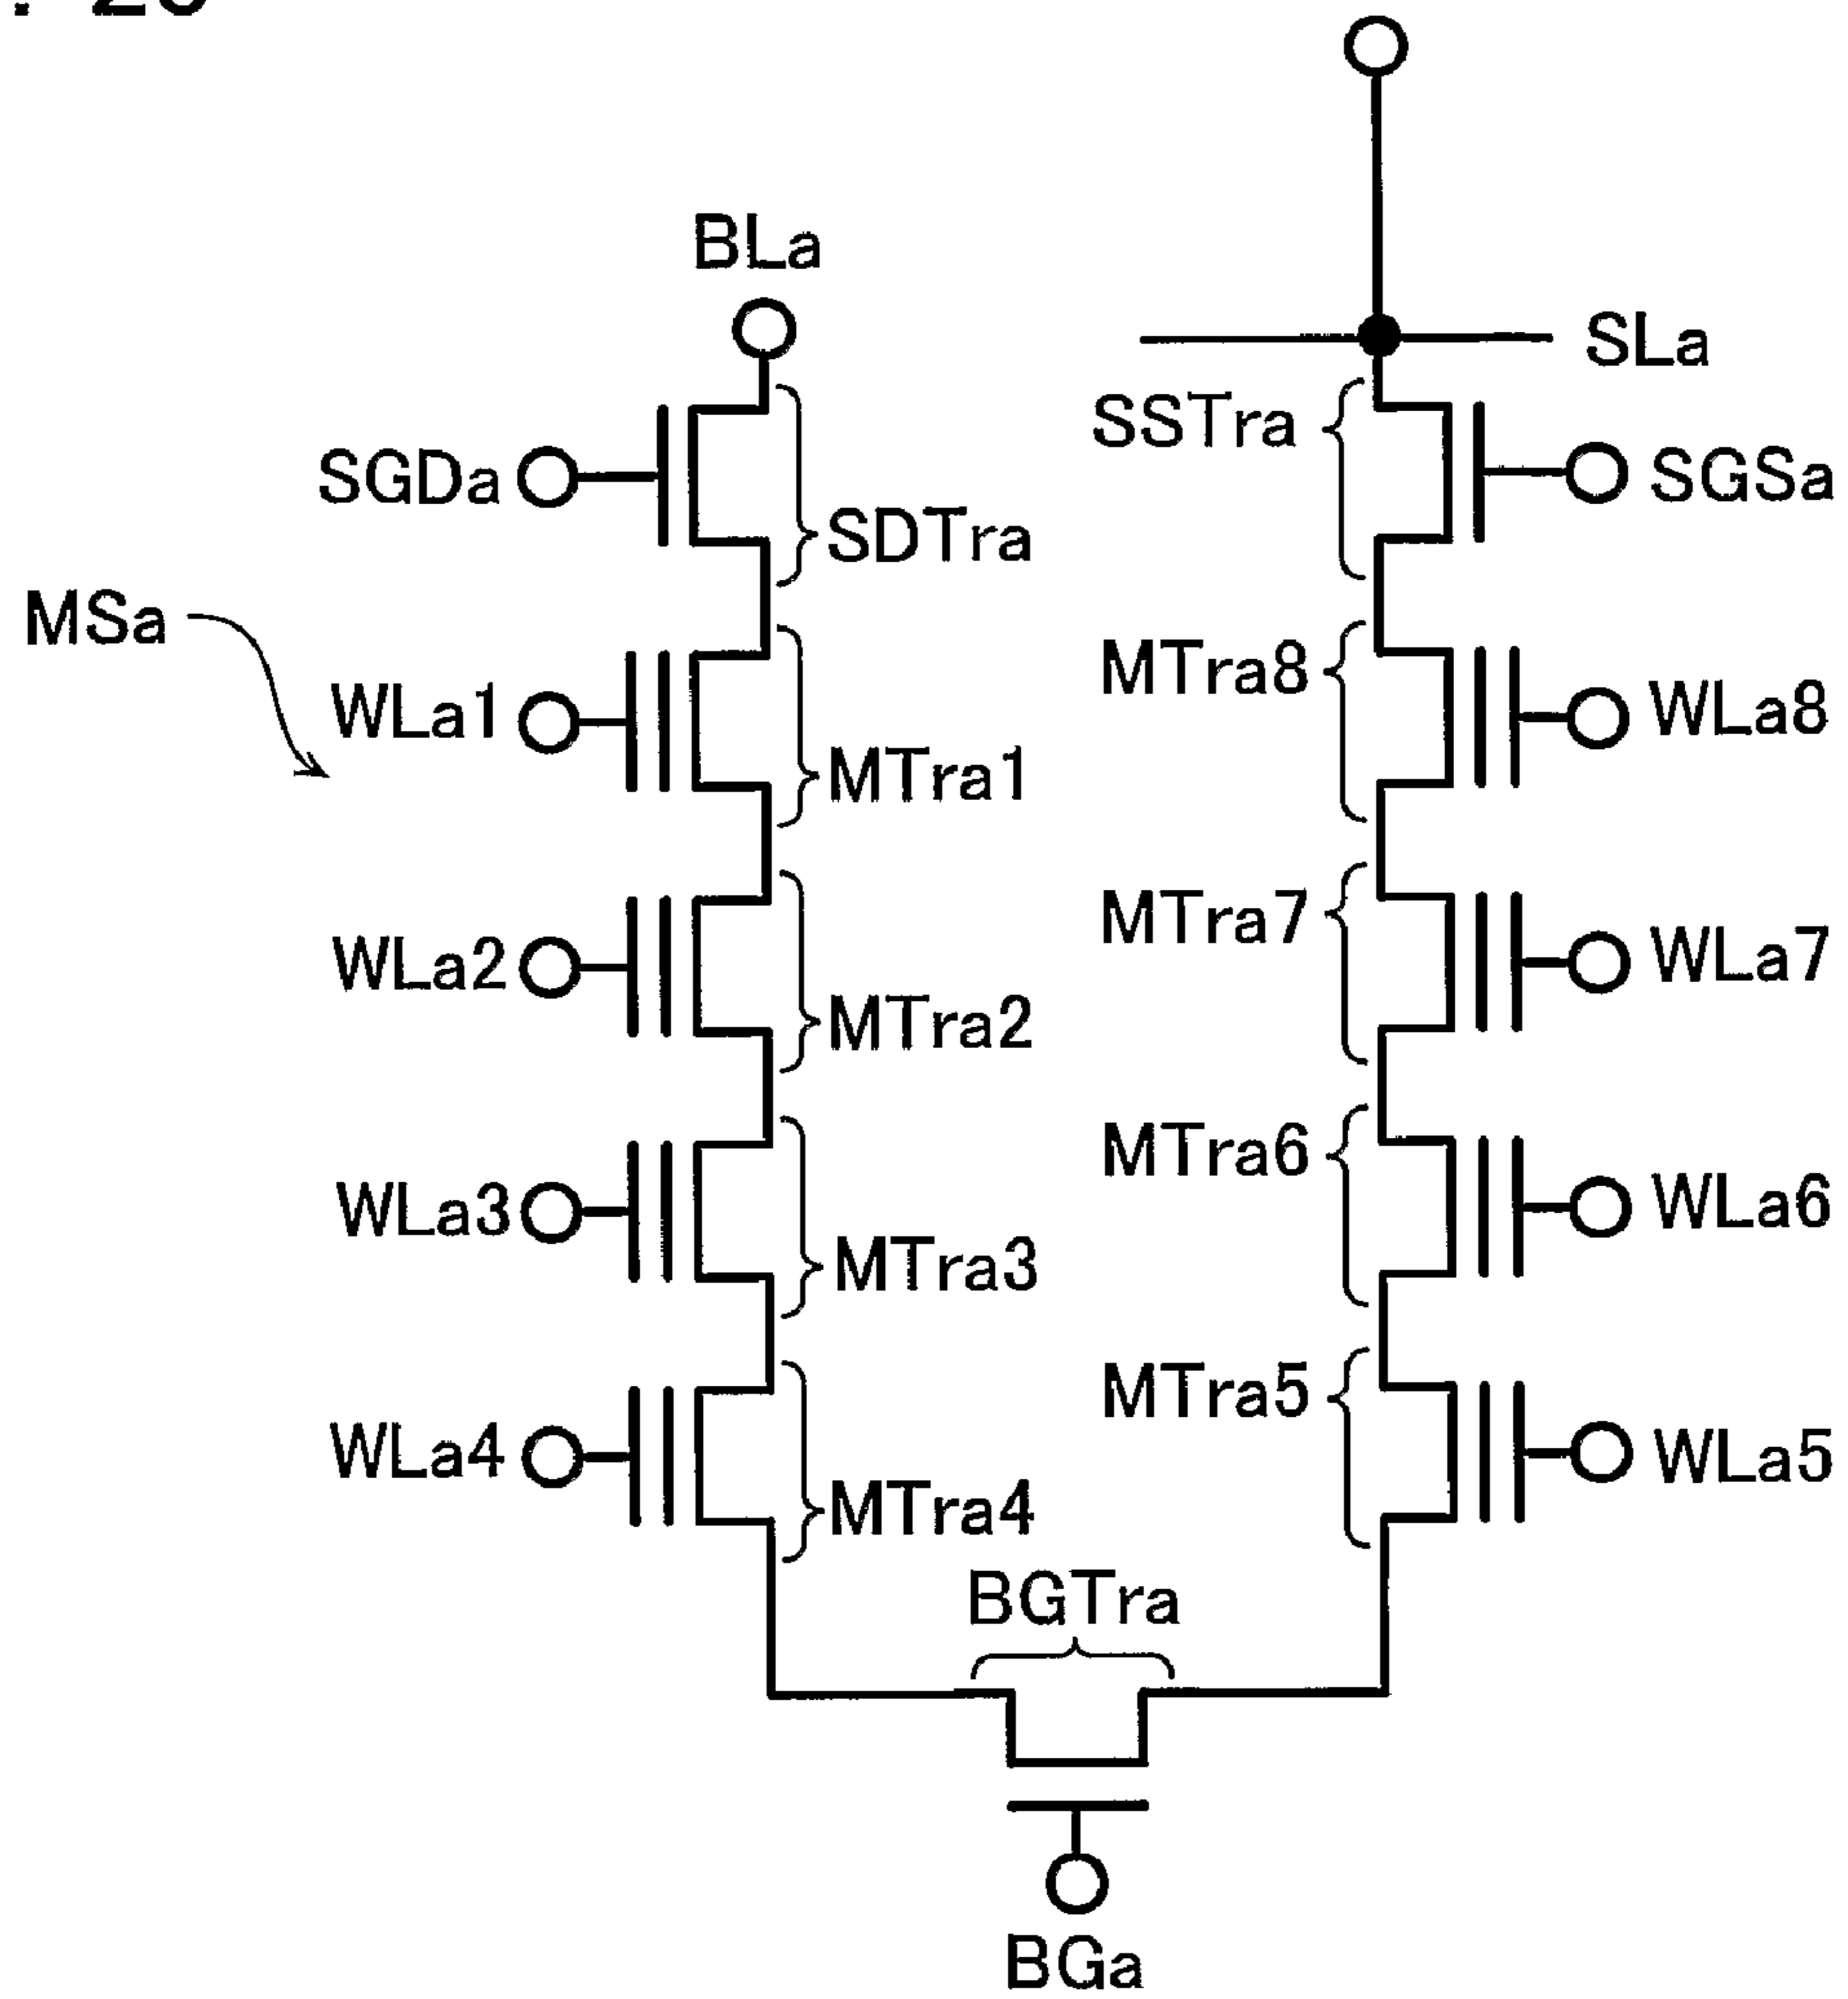 BLa
SLa
SSTra
SGDa
SGSa
SDTra
MSa
MTra8
WLa1
WLa8
MTra1
MTra7
WLa2
WLa7
MTra2
MTra6
WLa3
WLa6
MTra3
MTra5
WLa4
WLa5
MTra4
BGTra
BGa